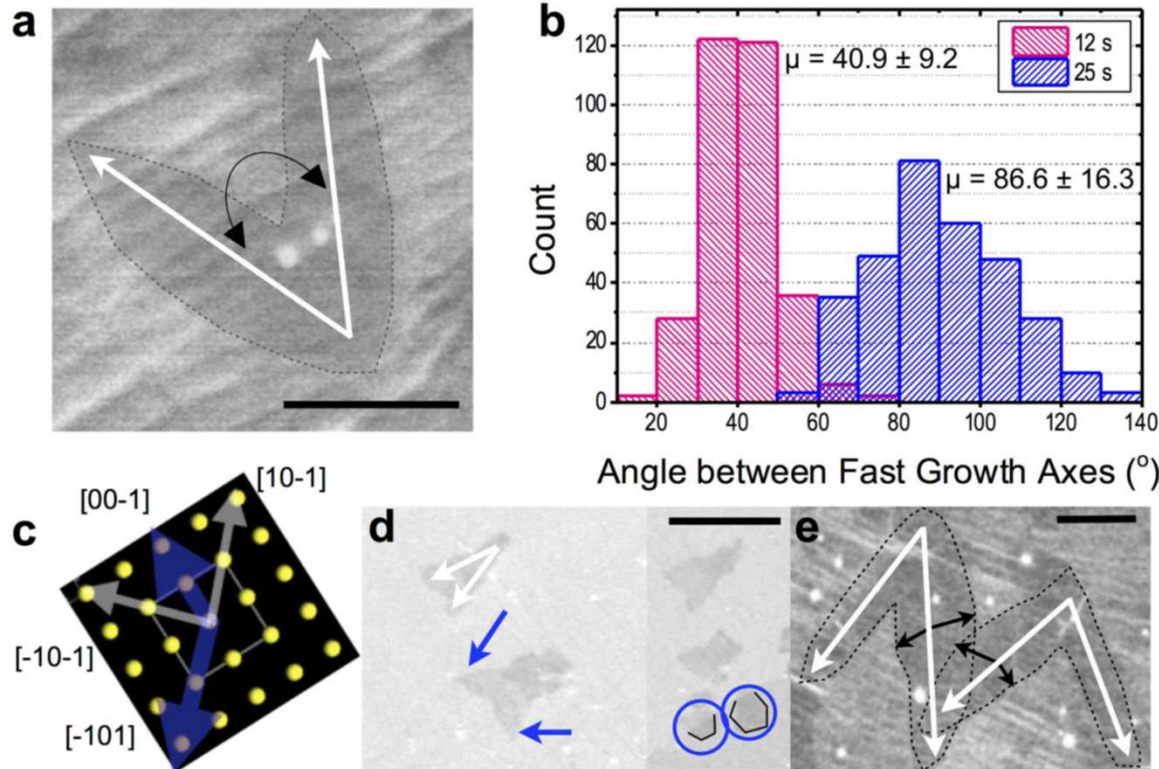 a
b
120
100
80
60
40
20
0
Count
12 s
25 s
μ = 40.9 ± 9.2
μ = 86.6 ± 16.3
20 40 60 80 100 120 140
Angle between Fast Growth Axes (º)
c
[00-1]
[10-1]
[-10-1]
[-101]
d
e